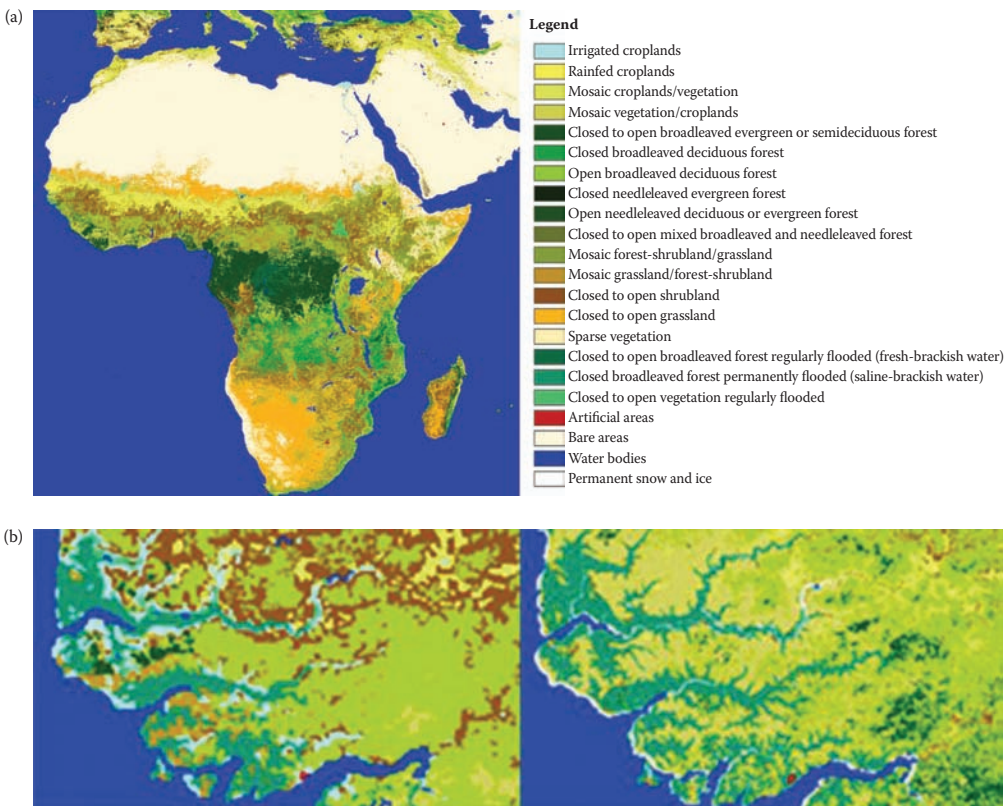 (a)
Legend
Irrigated croplands
Rainfed croplands
Mosaic croplands/vegetation
Mosaic vegetation/croplands
Closed to open broadleaved evergreen or semideciduous forest
Closed broadleaved deciduous forest
Open broadleaved deciduous forest
Closed needleleaved evergreen forest
Open needleleaved deciduous or evergreen forest
Closed to open mixed broadleaved and needleleaved forest
Mosaic forest-shrubland/grassland
Mosaic grassland/forest-shrubland
Closed to open shrubland
Closed to open grassland
Sparse vegetation
Closed to open broadleaved forest regularly flooded (fresh-brackish water)
Closed broadleaved forest permanently flooded (saline-brackish water)
Closed to open vegetation regularly flooded
Artificial areas
Bare areas
Water bodies
Permanent snow and ice
(b)